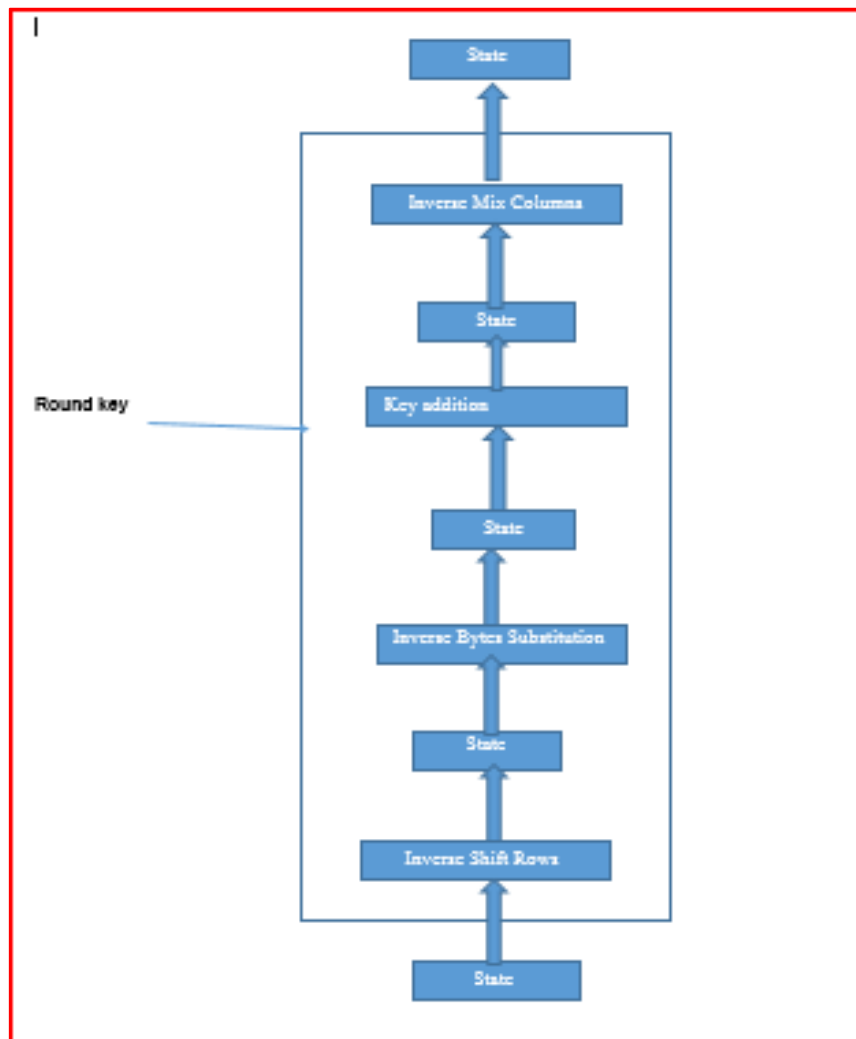 State
Inverse Mix Columns
State
Round key
Key addition
State
Inverse Bytes Substitution
State
Inverse Shift Rows
State